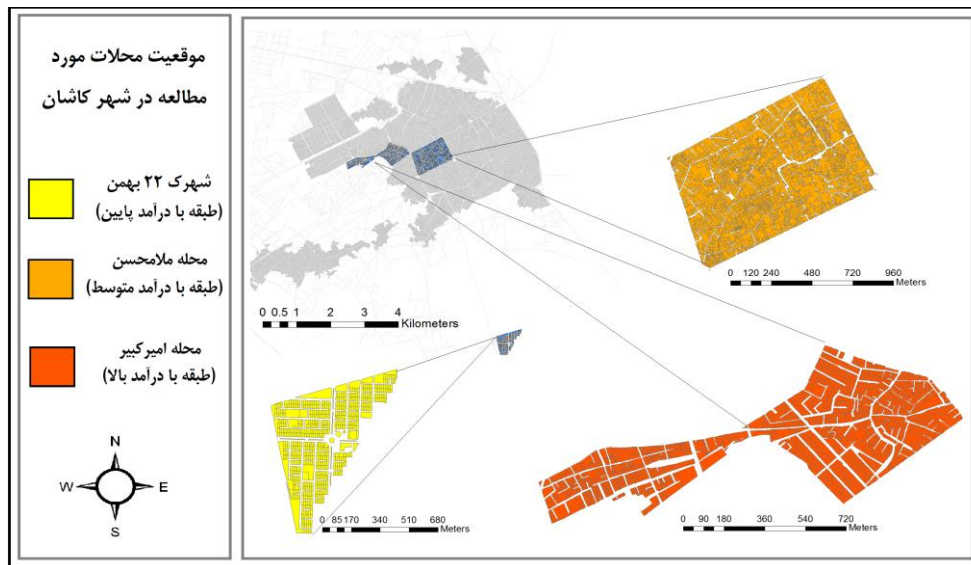 موقعیت محلات مورد
مطالعه در شهر کاشان
شهرک ۲۲ بهمن
(طبقه با درآمد پایین)
محله ملامحسن
(طبقه با درآمد متوسط)
محله امیرکبیر
(طبقه با درآمد بالا)
N
W E
S
0 0.5 1 2 3 4
Kilometers
0 120 240 480 720 960
Meters
0 85 170 340 510 680
Meters
0 90 180 360 540 720
Meters